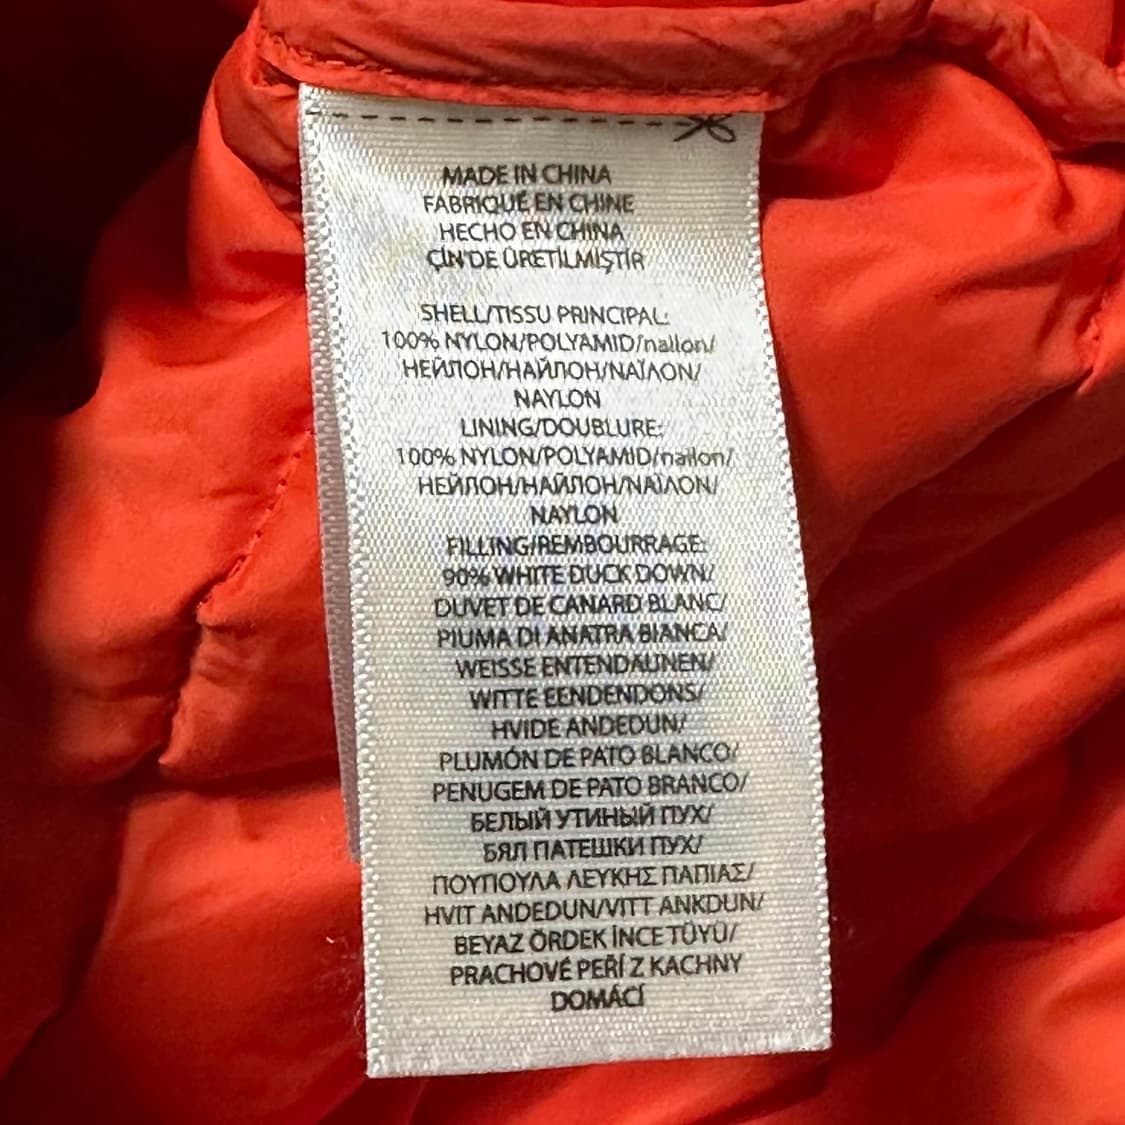 MADE IN CHINA
FABRIQUÉ EN CHINE
HECHO EN CHINA
ÇİN'DE ÜRETİLMİŞTİR
SHELL/TISSU PRINCIPAL:
100% NYLON/POLYAMID/nallon/
НЕЙЛОН/НАЙЛОН/ΝΑΪΛΟΝ/
NAYLON
LINING/DOUBLURE:
100% NYLON/POLYAMID/nallon/
НЕЙЛОН/НАЙЛОН/ΝΑΪΛΟΝ/
NAYLON
FILLING/REMBOURRAGE:
90% WHITE DUCK DOWN/
DUVET DE CANARD BLANC/
PIUMA DI ANATRA BIANCA/
WEISSE ENTENDAUNEN/
WITTE EENDENDONS/
HVIDE ANDEDUN/
PLUMÓN DE PATO BLANCO/
PENUGEM DE PATO BRANCO/
БЕЛЫЙ УТИНЫЙ ПУХ/
БЯЛ ПАТЕШКИ ПУХ/
ΠΟΥΠΟΥΛΑ ΛΕΥΚΗΣ ΠΑΠΙΑΣ/
HVIT ANDEDUN/VITT ANKDUN/
BEYAZ ÖRDEK İNCE TÜYÜ/
PRACHOVÉ PEŘÍ Z KACHNY
DOMÁCÍ